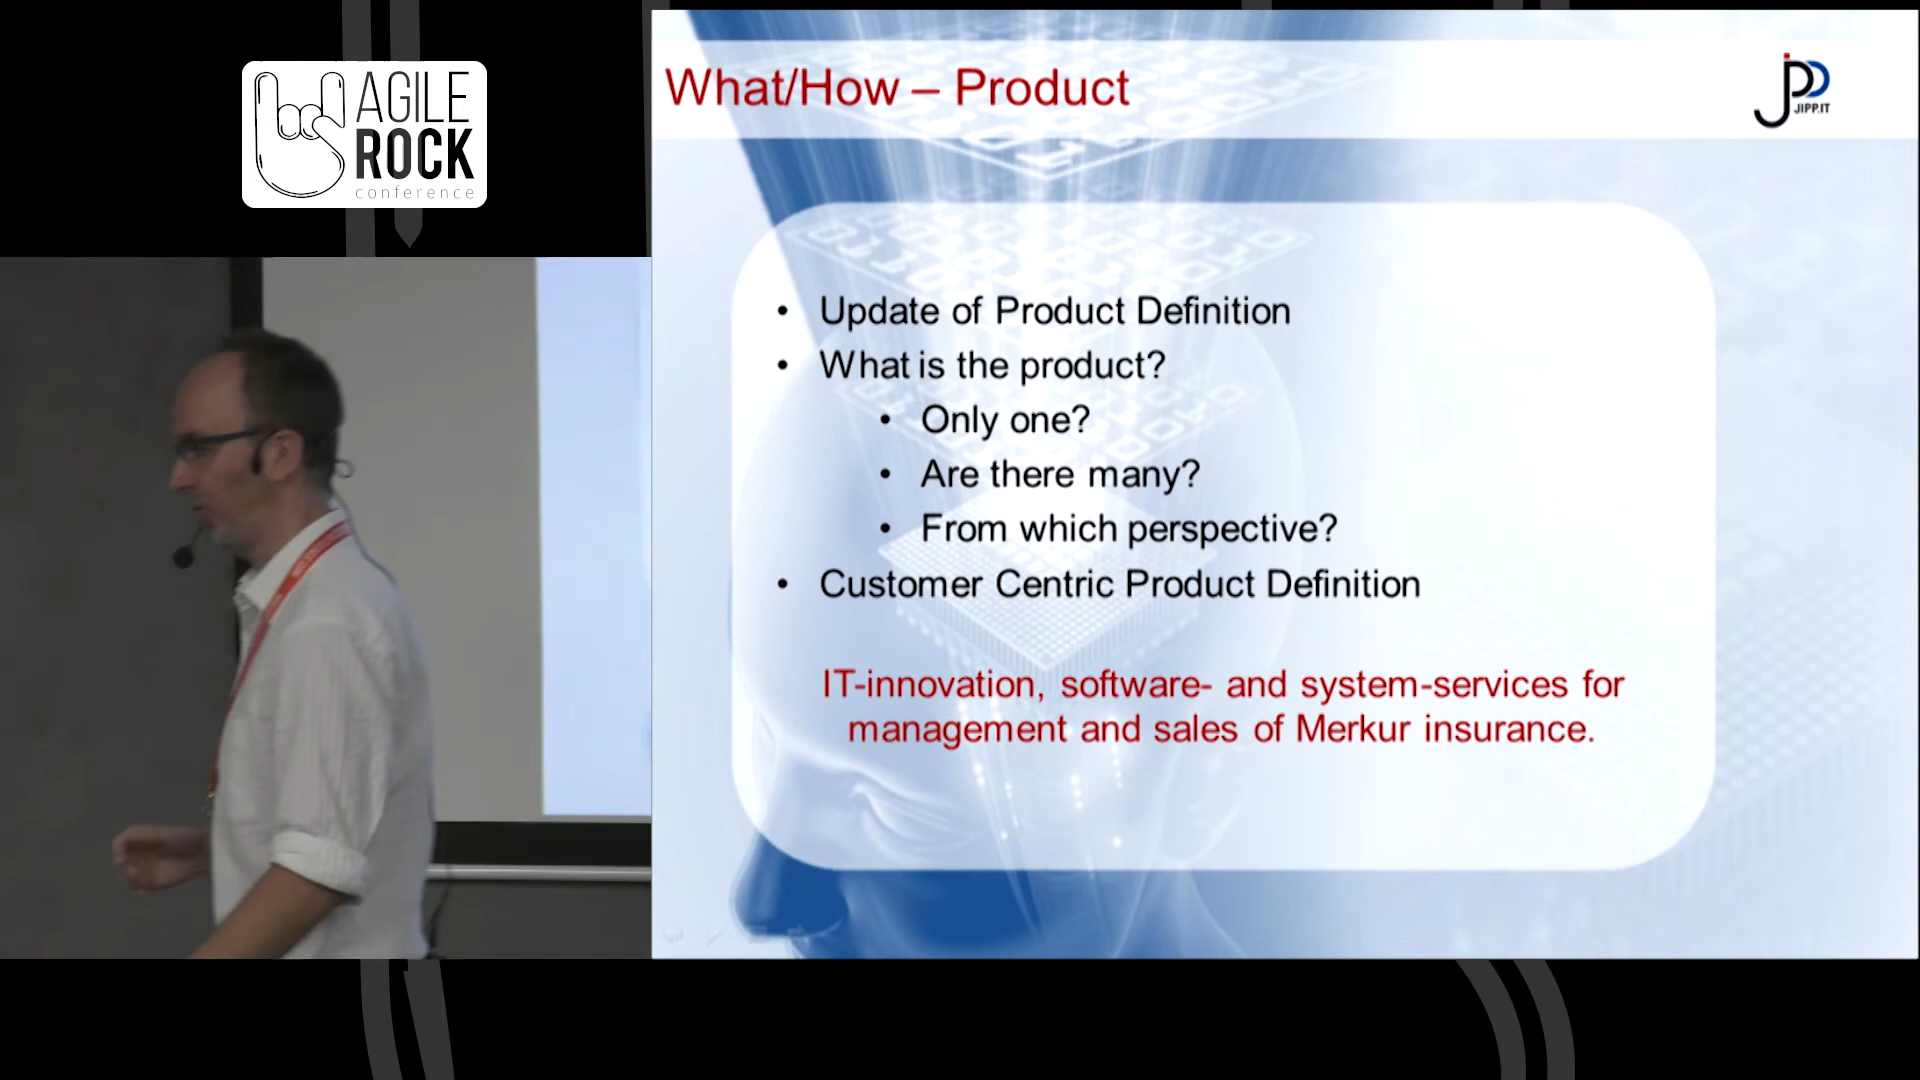 AGILE
ROCK
conference
What/How – Product
JIPP.IT
• Update of Product Definition
• What is the product?
• Only one?
• Are there many?
• From which perspective?
• Customer Centric Product Definition
IT-innovation, software- and system-services for
management and sales of Merkur insurance.